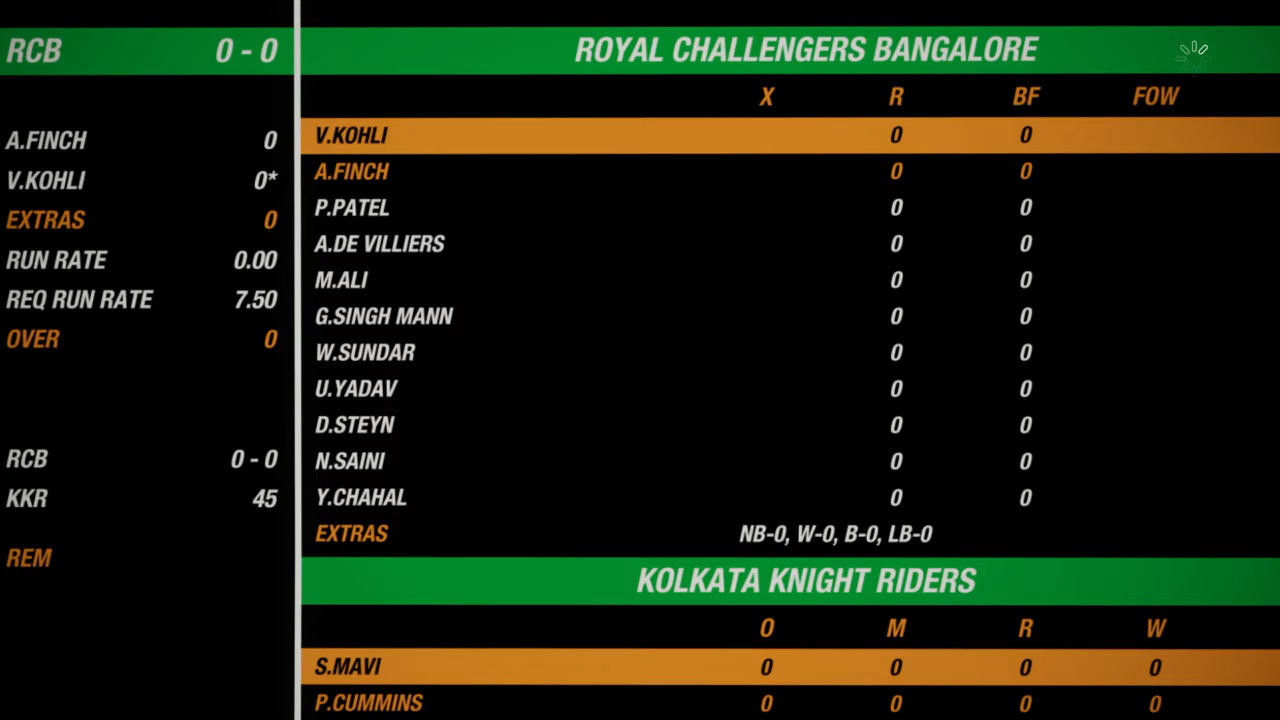 RCB 0 - 0
A.FINCH 0
V.KOHLI 0*
EXTRAS 0
RUN RATE 0.00
REQ RUN RATE 7.50
OVER 0
RCB 0 - 0
KKR 45
REM
ROYAL CHALLENGERS BANGALORE
X R BF FOW
V.KOHLI 0 0
A.FINCH 0 0
P.PATEL 0 0
A.DE VILLIERS 0 0
M.ALI 0 0
G.SINGH MANN 0 0
W.SUNDAR 0 0
U.YADAV 0 0
D.STEYN 0 0
N.SAINI 0 0
Y.CHAHAL 0 0
EXTRAS NB-0, W-0, B-0, LB-0
KOLKATA KNIGHT RIDERS
O M R W
S.MAVI 0 0 0 0
P.CUMMINS 0 0 0 0